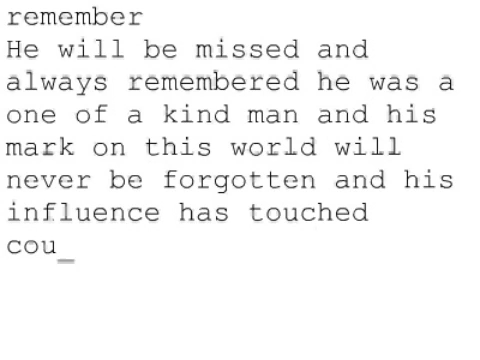 remember
He will be missed and
always remembered he was a
one of a kind man and his
mark on this world will
never be forgotten and his
influence has touched
cou_